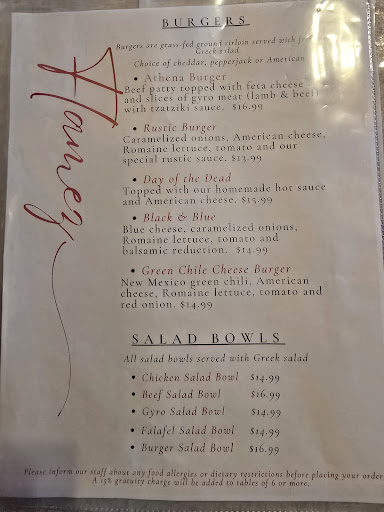 BURGERS
Burgers are grass-fed ground sirloin served with
Greek salad
Choice of cheddar, pepperjack or American
• Athena Burger
Beef patty topped with feta cheese
and slices of gyro meat (lamb & beef)
with tzatziki sauce. $16.99
• Rustic Burger
Caramelized onions, American cheese,
Romaine lettuce, tomato and our
special rustic sauce. $13.99
• Day of the Dead
Topped with our homemade hot sauce
and American cheese. $15.99
• Black & Blue
Blue cheese, caramelized onions,
Romaine lettuce, tomato and
balsamic reduction. $14.99
• Green Chile Cheese Burger
New Mexico green chili, American
cheese, Romaine lettuce, tomato and
red onion. $14.99
SALAD BOWLS
All salad bowls served with Greek salad
• Chicken Salad Bowl $14.99
• Beef Salad Bowl $16.99
• Gyro Salad Bowl $14.99
• Falafel Salad Bowl $14.99
• Burger Salad Bowl $16.99
Please inform our staff about any food allergies or dietary restrictions before placing your order.
A 15% gratuity charge will be added to tables of 6 or more.